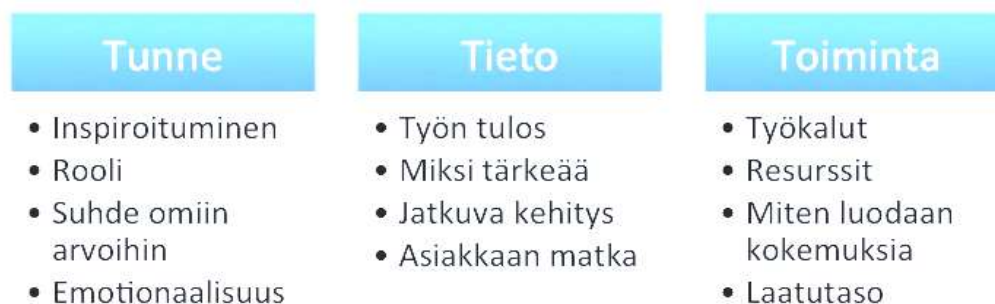 Tunne
• Inspiroituminen
• Rooli
• Suhde omiin
arvoihin
• Emotionaalisuus
Tieto
• Työn tulos
• Miksi tärkeää
• Jatkuva kehitys
• Asiakkaan matka
Toiminta
• Työkalut
• Resurssit
• Miten luodaan
kokemuksia
• Laatutaso